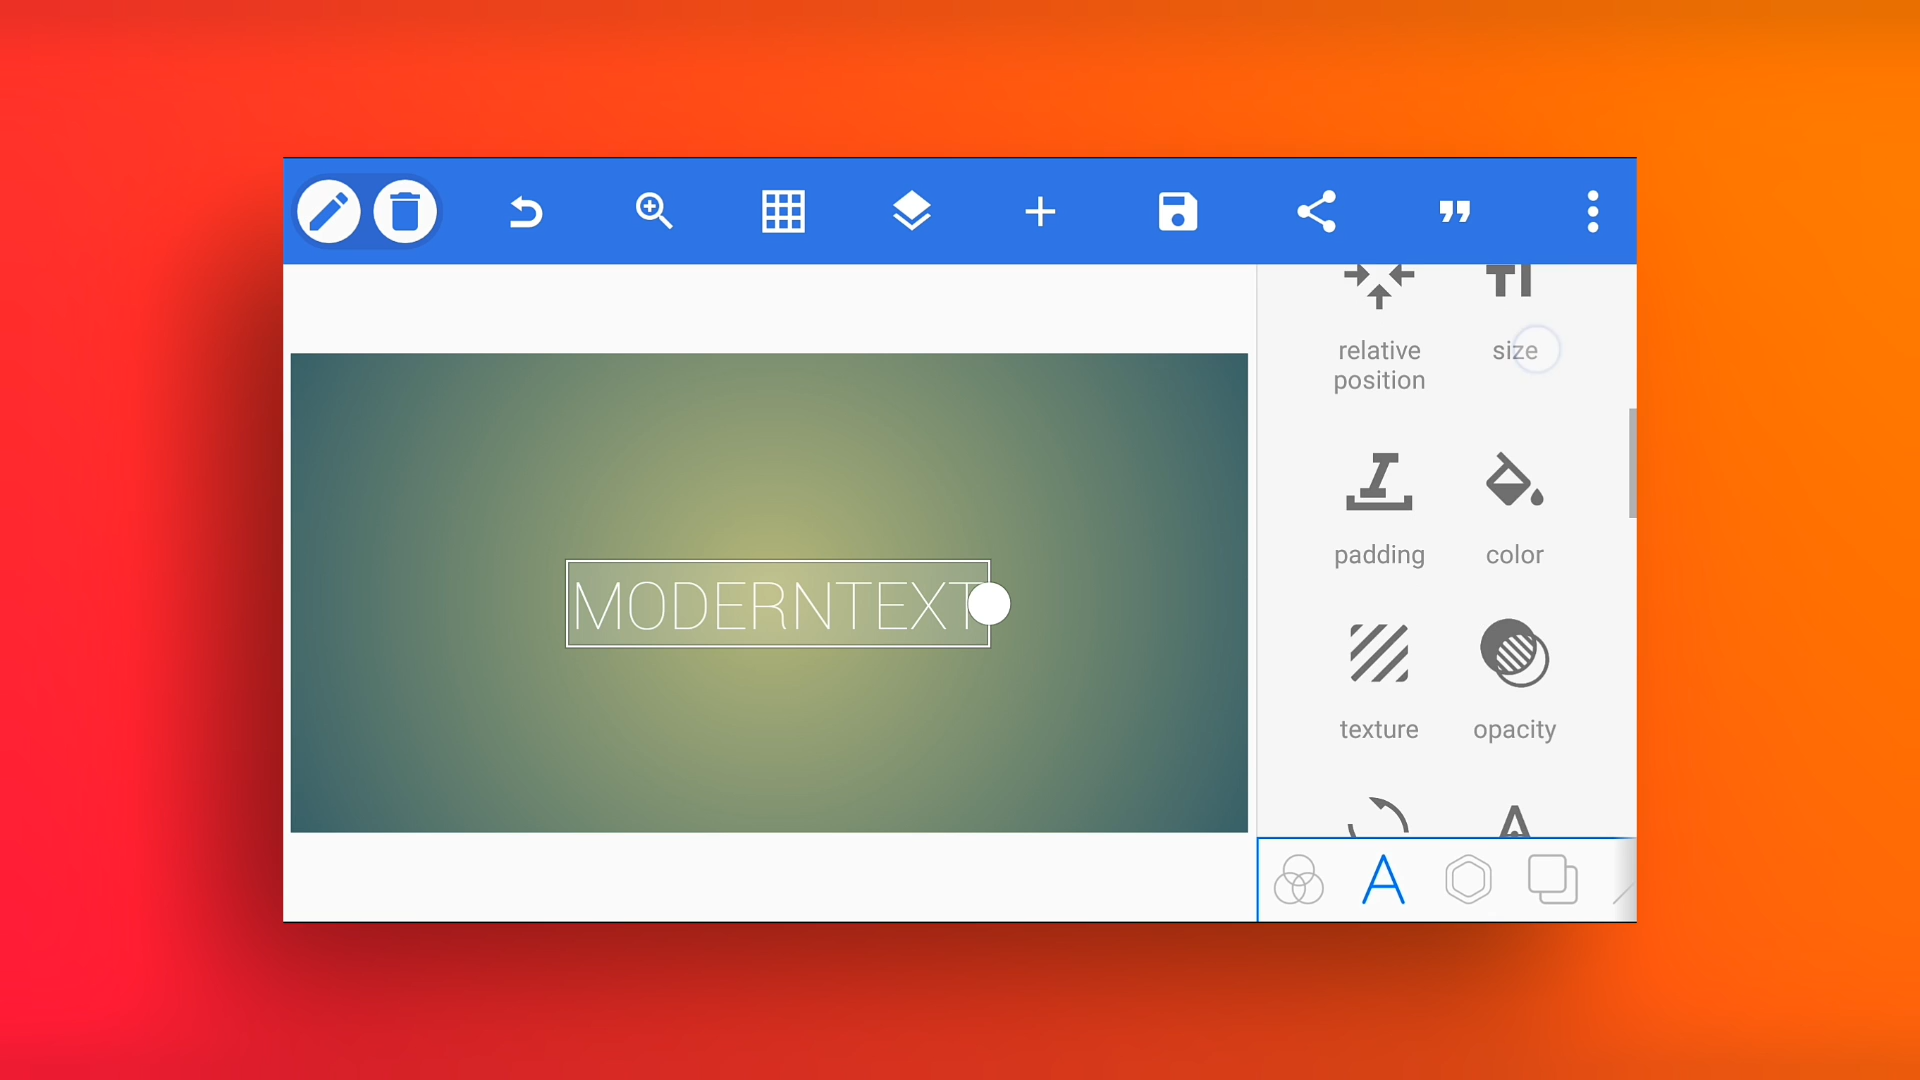 relative size
position
MODERNTEXT
padding color
texture opacity